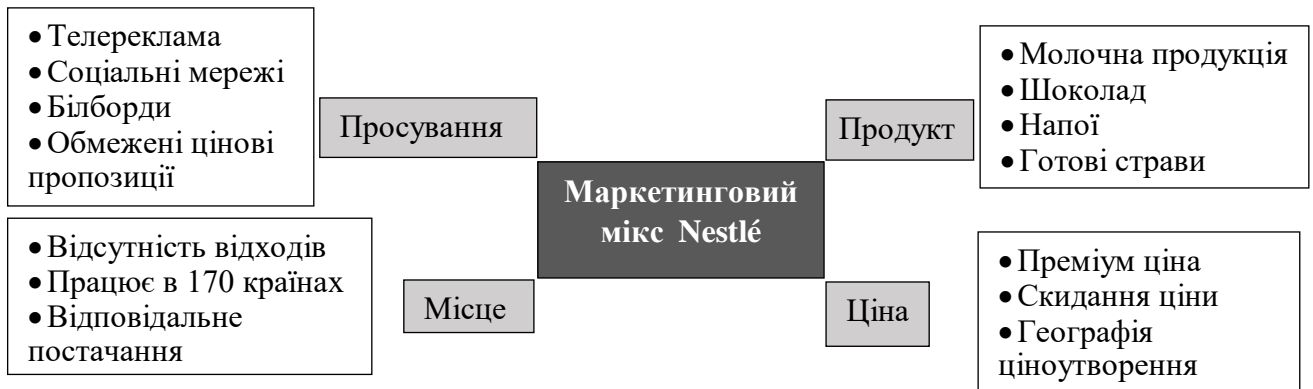 • Телереклама
• Соціальні мережі
• Білборди
• Обмежені цінові
пропозиції
Просування
Продукт
• Молочна продукція
• Шоколад
• Напої
• Готові страви
Маркетинговий
мікс Nestlé
• Відсутність відходів
• Працює в 170 країнах
• Відповідальне
постачання
Місце
Ціна
• Преміум ціна
• Скидання ціни
• Географія
ціноутворення